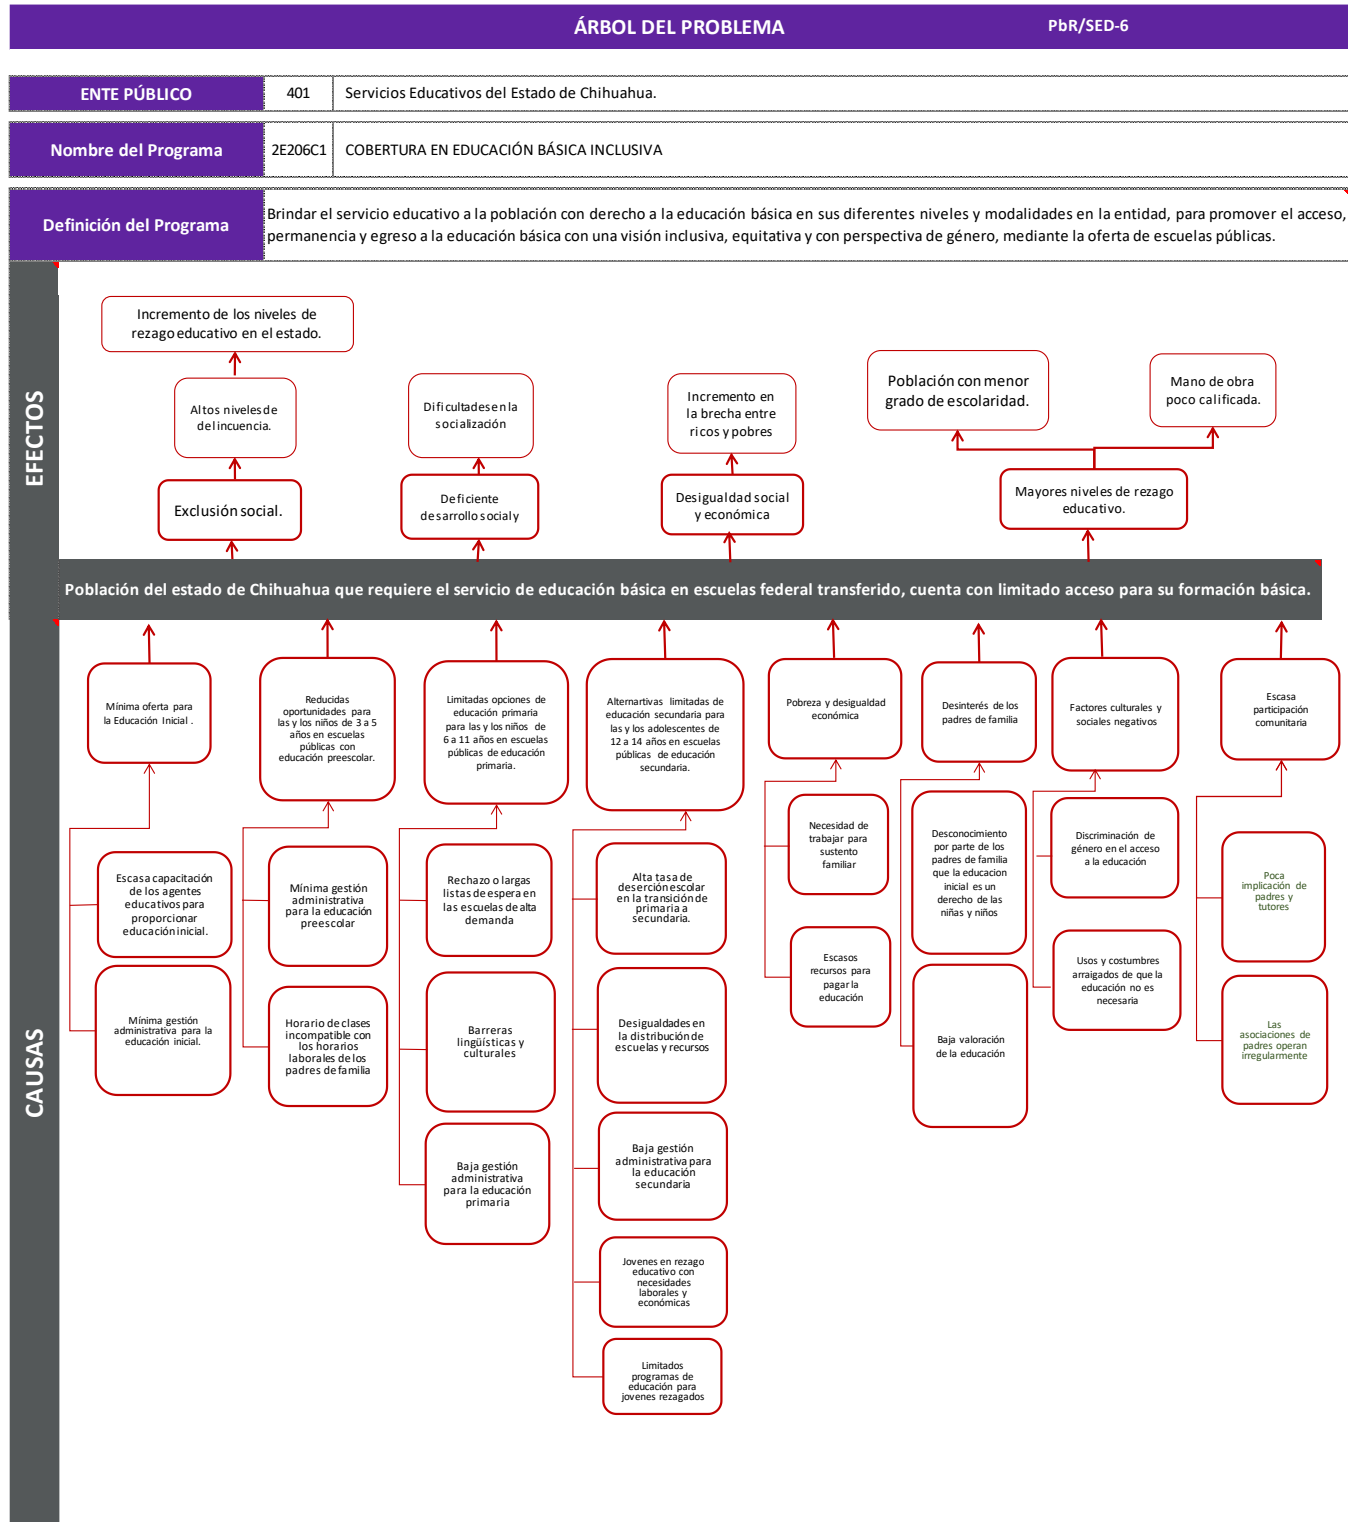 ÁRBOL DEL PROBLEMA
PbR/SED-6
ENTE PÚBLICO
401
Servicios Educativos del Estado de Chihuahua.
Nombre del Programa
2E206C1
COBERTURA EN EDUCACIÓN BÁSICA INCLUSIVA
Definición del Programa
Brindar el servicio educativo a la población con derecho a la educación básica en sus diferentes niveles y modalidades en la entidad, para promover el acceso,
permanencia y egreso a la educación básica con una visión inclusiva, equitativa y con perspectiva de género, mediante la oferta de escuelas públicas.
EFECTOS
Incremento de los niveles de
rezago educativo en el estado.
Altos niveles de
delincuencia.
Exclusión social.
Dificultades en la
socialización
Deficiente
desarrollo social y
Incremento en
la brecha entre
ricos y pobres
Desigualdad social
y económica
Población con menor
grado de escolaridad.
Mano de obra
poco calificada.
Mayores niveles de rezago
educativo.
Población del estado de Chihuahua que requiere el servicio de educación básica en escuelas federal transferido, cuenta con limitado acceso para su formación básica.
CAUSAS
Mínima oferta para
la Educación Inicial .
Escasa capacitación
de los agentes
educativos para
proporcionar
educación inicial.
Mínima gestión
administrativa para la
educación inicial.
Reducidas
oportunidades para
las y los niños de 3 a 5
años en escuelas
públicas con
educación preescolar.
Mínima gestión
administrativa
para la educación
preescolar
Horario de clases
incompatible con
los horarios
laborales de los
padres de familia
Limitadas opciones de
educación primaria
para las y los niños de
6 a 11 años en escuelas
públicas de educación
primaria.
Rechazo o largas
listas de espera en
las escuelas de alta
demanda
Barreras
lingüísticas y
culturales
Baja gestión
administrativa
para la educación
primaria
Alternartivas limitadas de
educación secundaria para
las y los adolescentes de
12 a 14 años en escuelas
públicas de educación
secundaria.
Alta tasa de
deserción escolar
en la transición de
primaria a
secundaria.
Desigualdades en
la distribución de
escuelas y recursos
Baja gestión
administrativa para
la educación
secundaria
Jovenes en rezago
educativo con
necesidades
laborales y
económicas
Limitados
programas de
educación para
jovenes rezagados
Pobreza y desigualdad
económica
Necesidad de
trabajar para
sustento
familiar
Escasos
recursos para
pagar la
educación
Desinterés de los
padres de familia
Desconocimiento
por parte de los
padres de familia
que la educacion
inicial es un
derecho de las
niñas y niños
Baja valoración
de la educación
Factores culturales y
sociales negativos
Discriminación de
género en el acceso
a la educación
Usos y costumbres
arraigados de que la
educación no es
necesaria
Escasa
participación
comunitaria
Poca
implicación de
padres y
tutores
Las
asociaciones de
padres operan
irregularmente